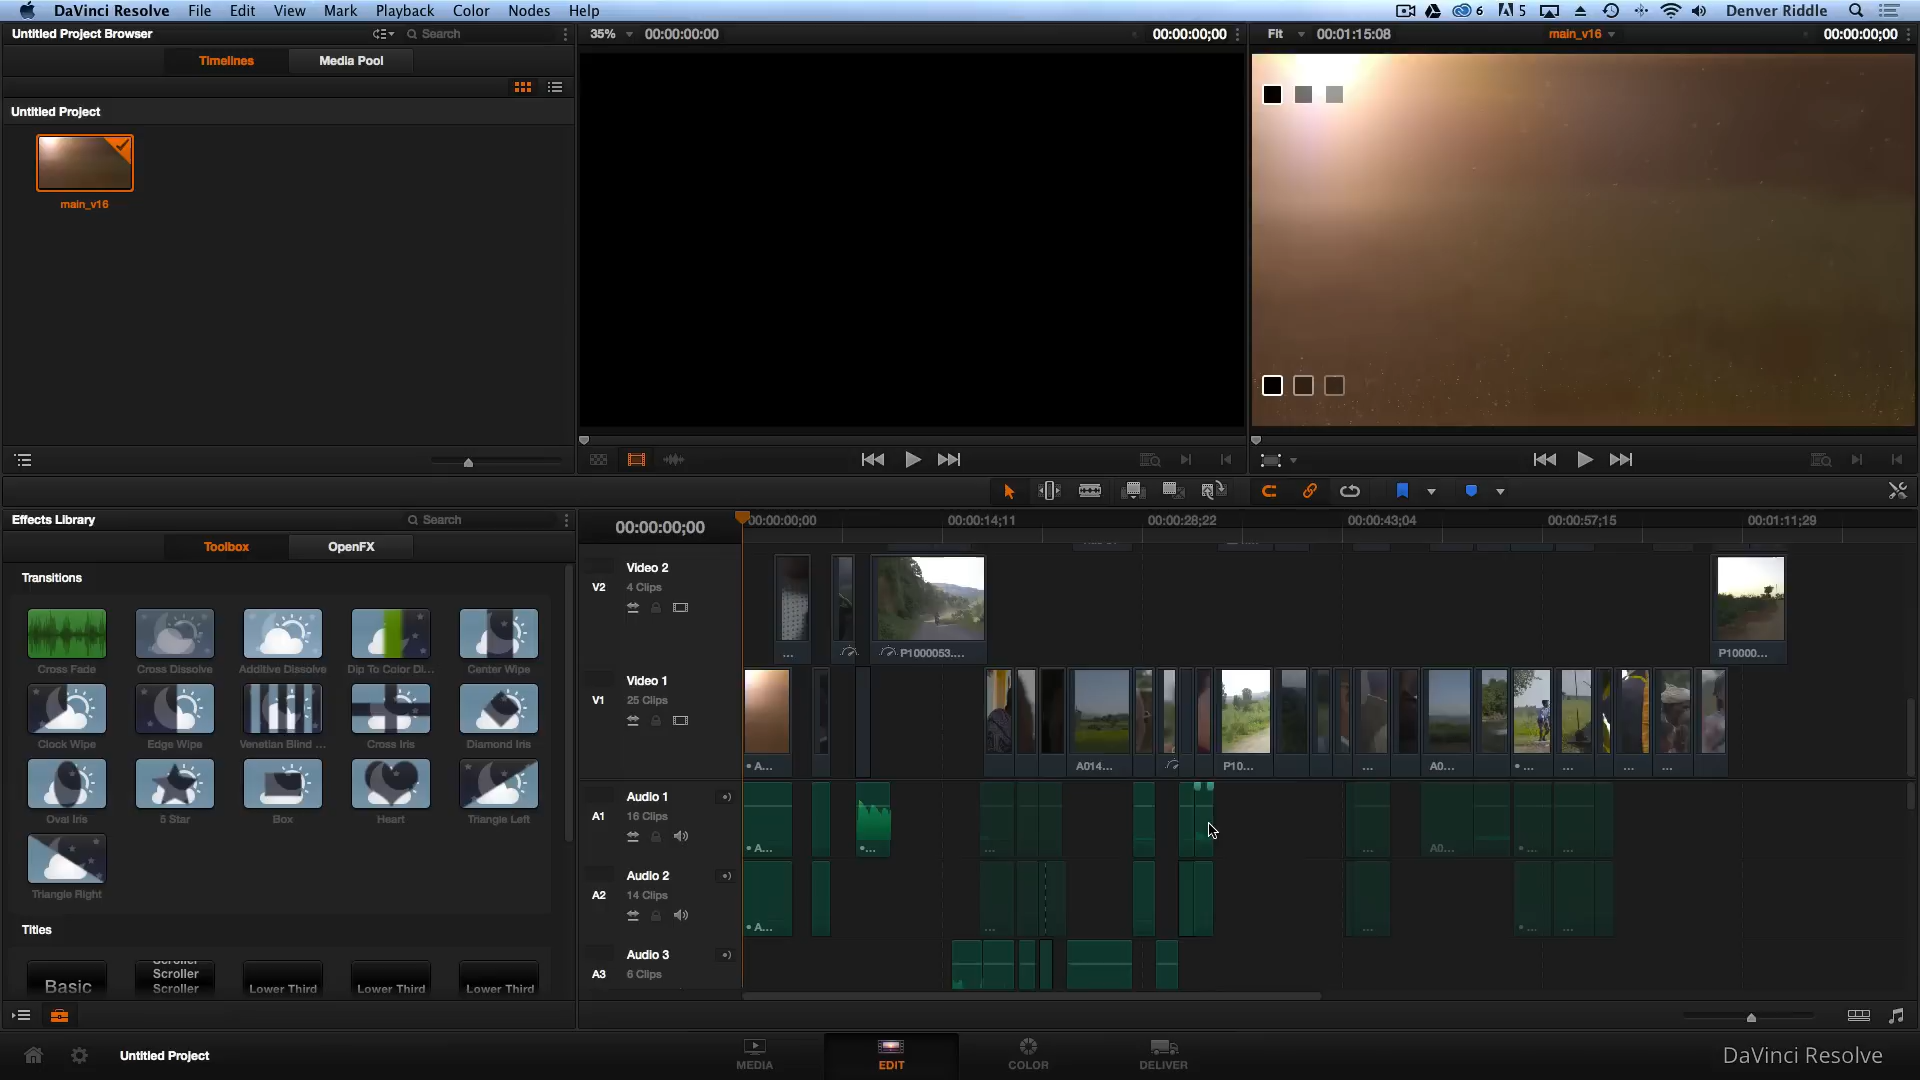 DaVinci Resolve File Edit View Mark Playback Color Nodes Help 6 5 Denver Riddle
Untitled Project Browser Search 35% 00:00:00:00 00:00:00;00 Fit 00:01:15:08 main_v16 00:00:00;00
Timelines Media Pool
Untitled Project
main_v16
Effects Library Search
Toolbox OpenFX
Transitions
Cross Fade Cross Dissolve Additive Dissolve Dip To Color Di... Center Wipe
Clock Wipe Edge Wipe Venetian Blind ... Cross Iris Diamond Iris
Oval Iris 5 Star Box Heart Triangle Left
Triangle Right
Titles
Basic Scroller Lower Third Lower Third Lower Third
Scroller
Scroller
00:00:00;00 00:00:00;00 00:00:14;11 00:00:28;22 00:00:43;04 00:00:57;15 00:01:11;29
Video 2
V2 4 Clips
... P1000053.... P10000...
Video 1
V1 25 Clips
A... A014... P10... ... A0... ... ... ... ...
Audio 1
A1 16 Clips
A... ... ... ... A0... ... ...
Audio 2
A2 14 Clips
A... ... ... ... ...
Audio 3
A3 6 Clips
Untitled Project MEDIA EDIT COLOR DELIVER DaVinci Resolve